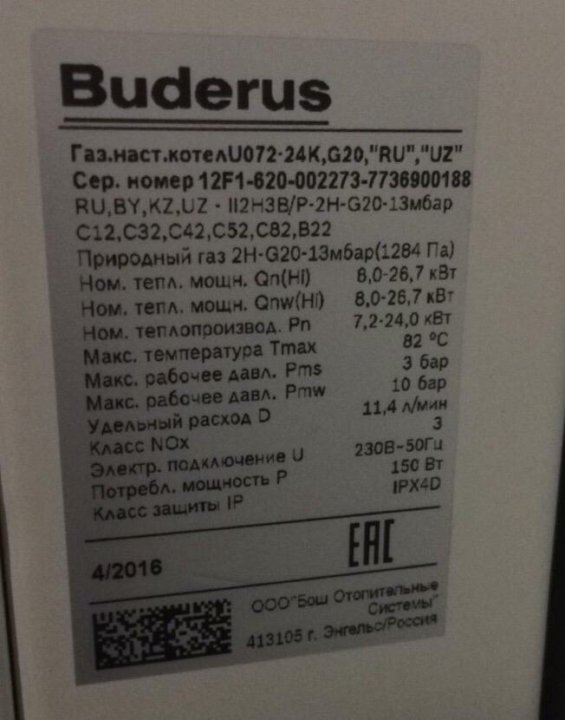 Buderus
Газ.наст.котелU072-24K,G20,"RU","UZ"
Сер. номер 12F1-620-002273-7736900188
RU,BY,KZ,UZ - II2H3B/P-2H-G20-13мбар
C12,C32,C42,C52,C82,B22
Природный газ 2H-G20-13мбар(1284 Па)
Ном. тепл. мощн. Qn(Hi) 8,0-26,7 кВт
Ном. тепл. мощн. Qnw(Hi) 8,0-26,7 кВт
Ном. теплопроизвод. Pn 7,2-24,0 кВт
Макс. температура Tmax 82 °C
Макс. рабочее давл. Pms 3 бар
Макс. рабочее давл. Pmw 10 бар
Удельный расход D 11,4 л/мин
Класс NOx 3
Электр. подключение U 230В~50Гц
Потребл. мощность P 150 Вт
Класс защиты IP IPX4D
4/2016
EAC
ООО"Бош Отопительные
Системы"
413105 г. Энгельс/Россия